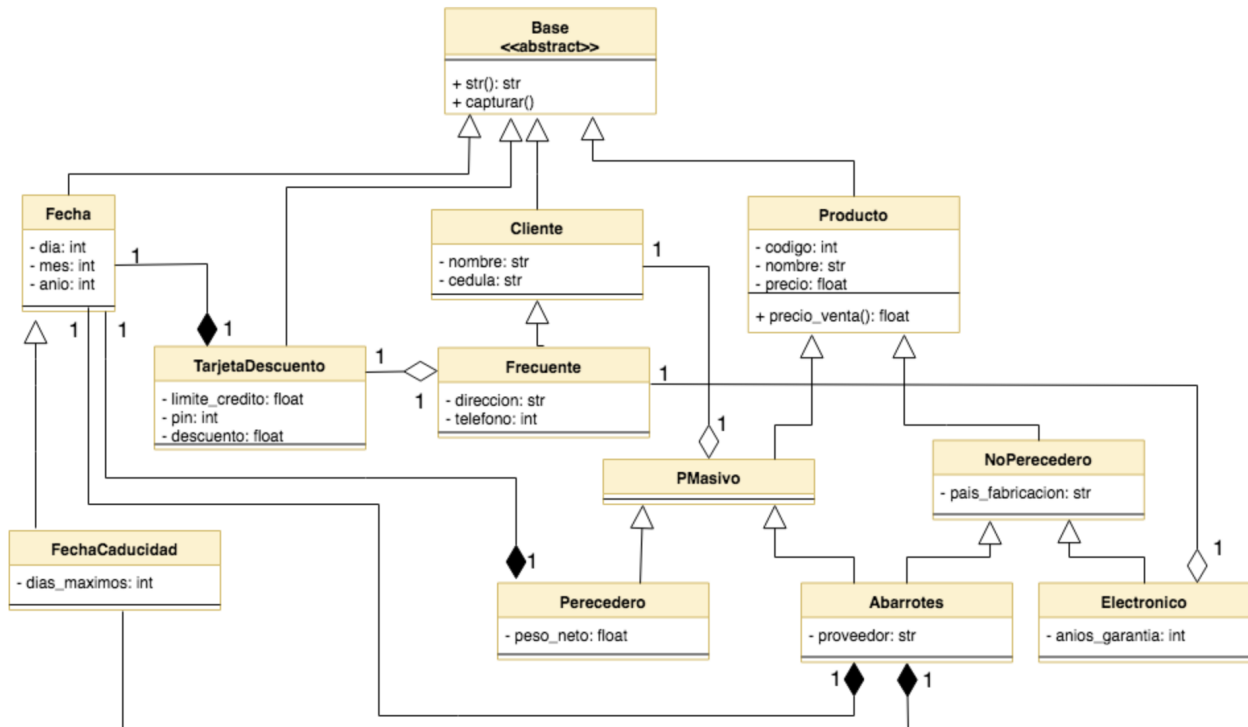 Base
<<abstract>>
+ str(): str
+ capturar()
Fecha
- dia: int
- mes: int
- anio: int
Cliente
- nombre: str
- cedula: str
Producto
- codigo: int
- nombre: str
- precio: float
+ precio_venta(): float
1
1
1
1
1
TarjetaDescuento
- limite_credito: float
- pin: int
- descuento: float
1
1
Frecuente
- direccion: str
- telefono: int
1
1
PMasivo
NoPerecedero
- pais_fabricacion: str
FechaCaducidad
- dias_maximos: int
1
1
Perecedero
- peso_neto: float
Abarrotes
- proveedor: str
Electronico
- anios_garantia: int
1
1